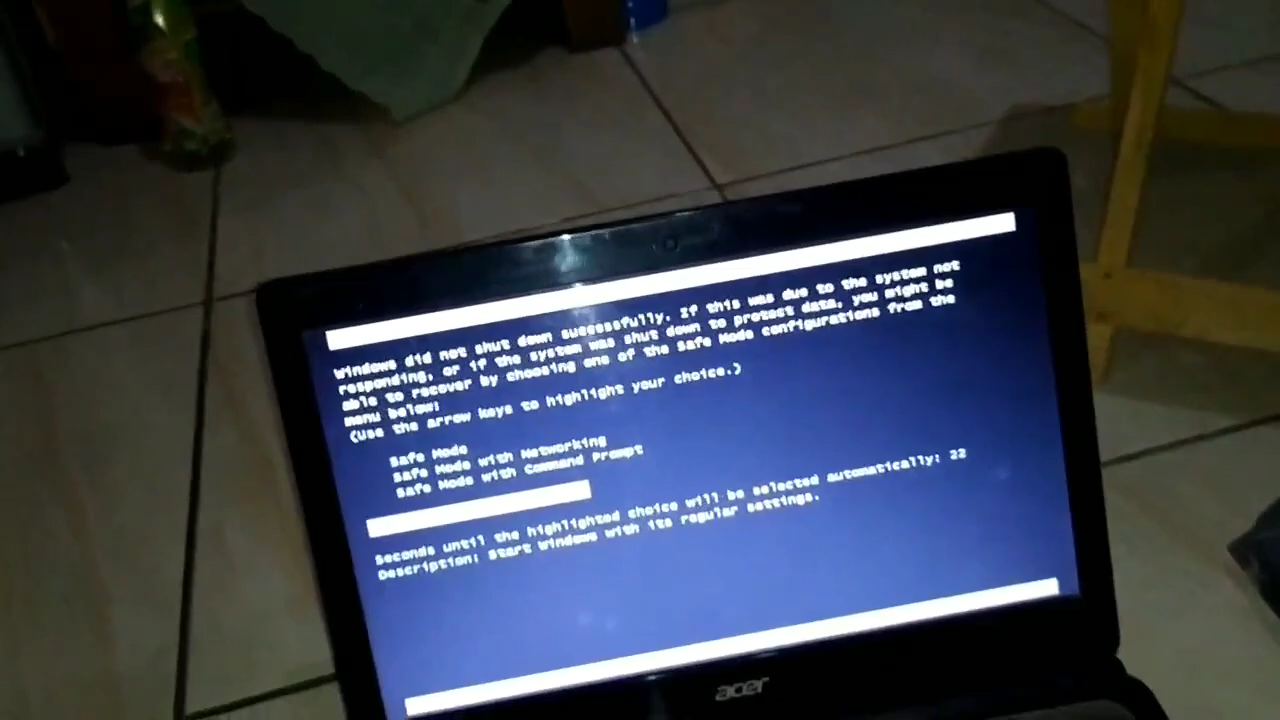 Windows did not shut down successfully. If this was due to the system not
responding, or if the system was shut down to protect data, you might be
able to recover by choosing one of the Safe Mode configurations from the
menu below:
(Use the arrow keys to highlight your choice.)
Safe Mode
Safe Mode with Networking
Safe Mode with Command Prompt
Seconds until the highlighted choice will be selected automatically: 22
Description: Start Windows with its regular settings.
acer